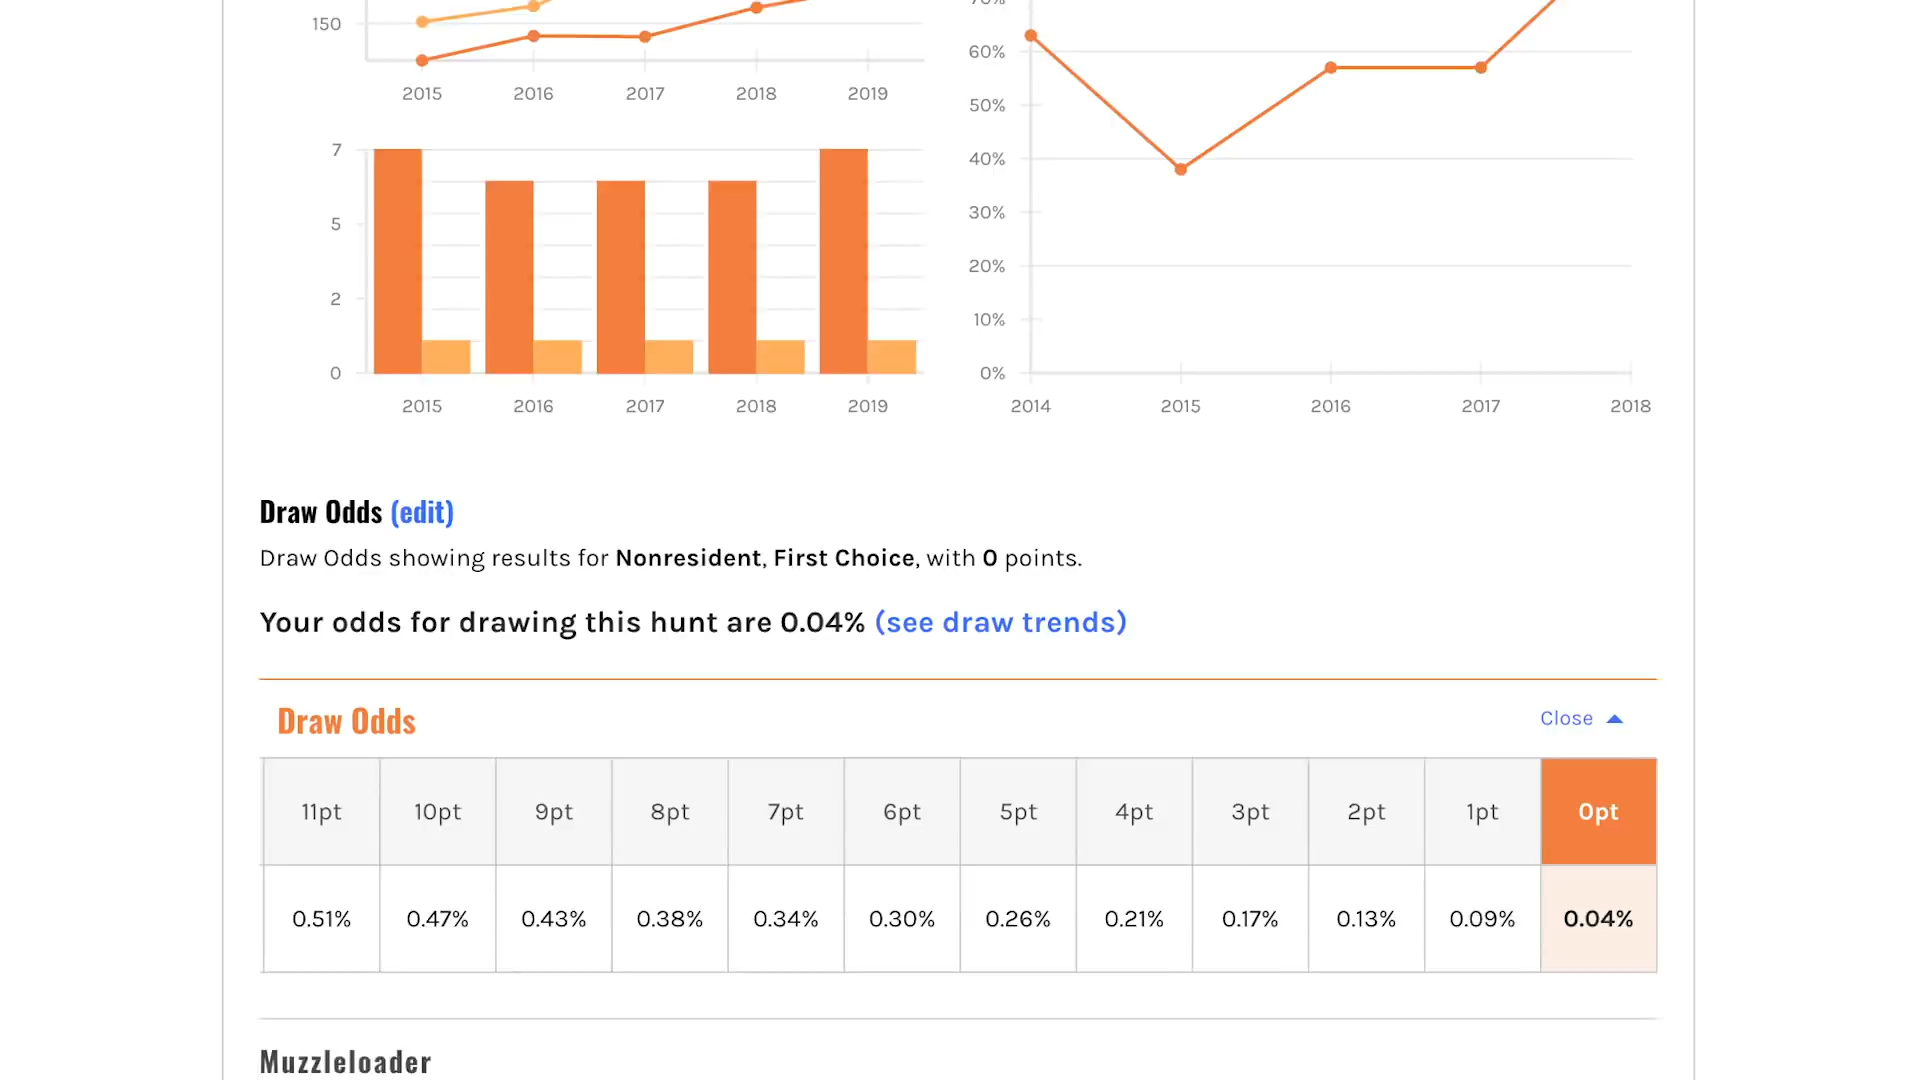 150
2015 2016 2017 2018 2019
7
5
2
0
2015 2016 2017 2018 2019
70%
60%
50%
40%
30%
20%
10%
0%
2014 2015 2016 2017 2018
Draw Odds (edit)
Draw Odds showing results for Nonresident, First Choice, with 0 points.
Your odds for drawing this hunt are 0.04% (see draw trends)
Draw Odds
Close
11pt 10pt 9pt 8pt 7pt 6pt 5pt 4pt 3pt 2pt 1pt 0pt
0.51% 0.47% 0.43% 0.38% 0.34% 0.30% 0.26% 0.21% 0.17% 0.13% 0.09% 0.04%
Muzzleloader